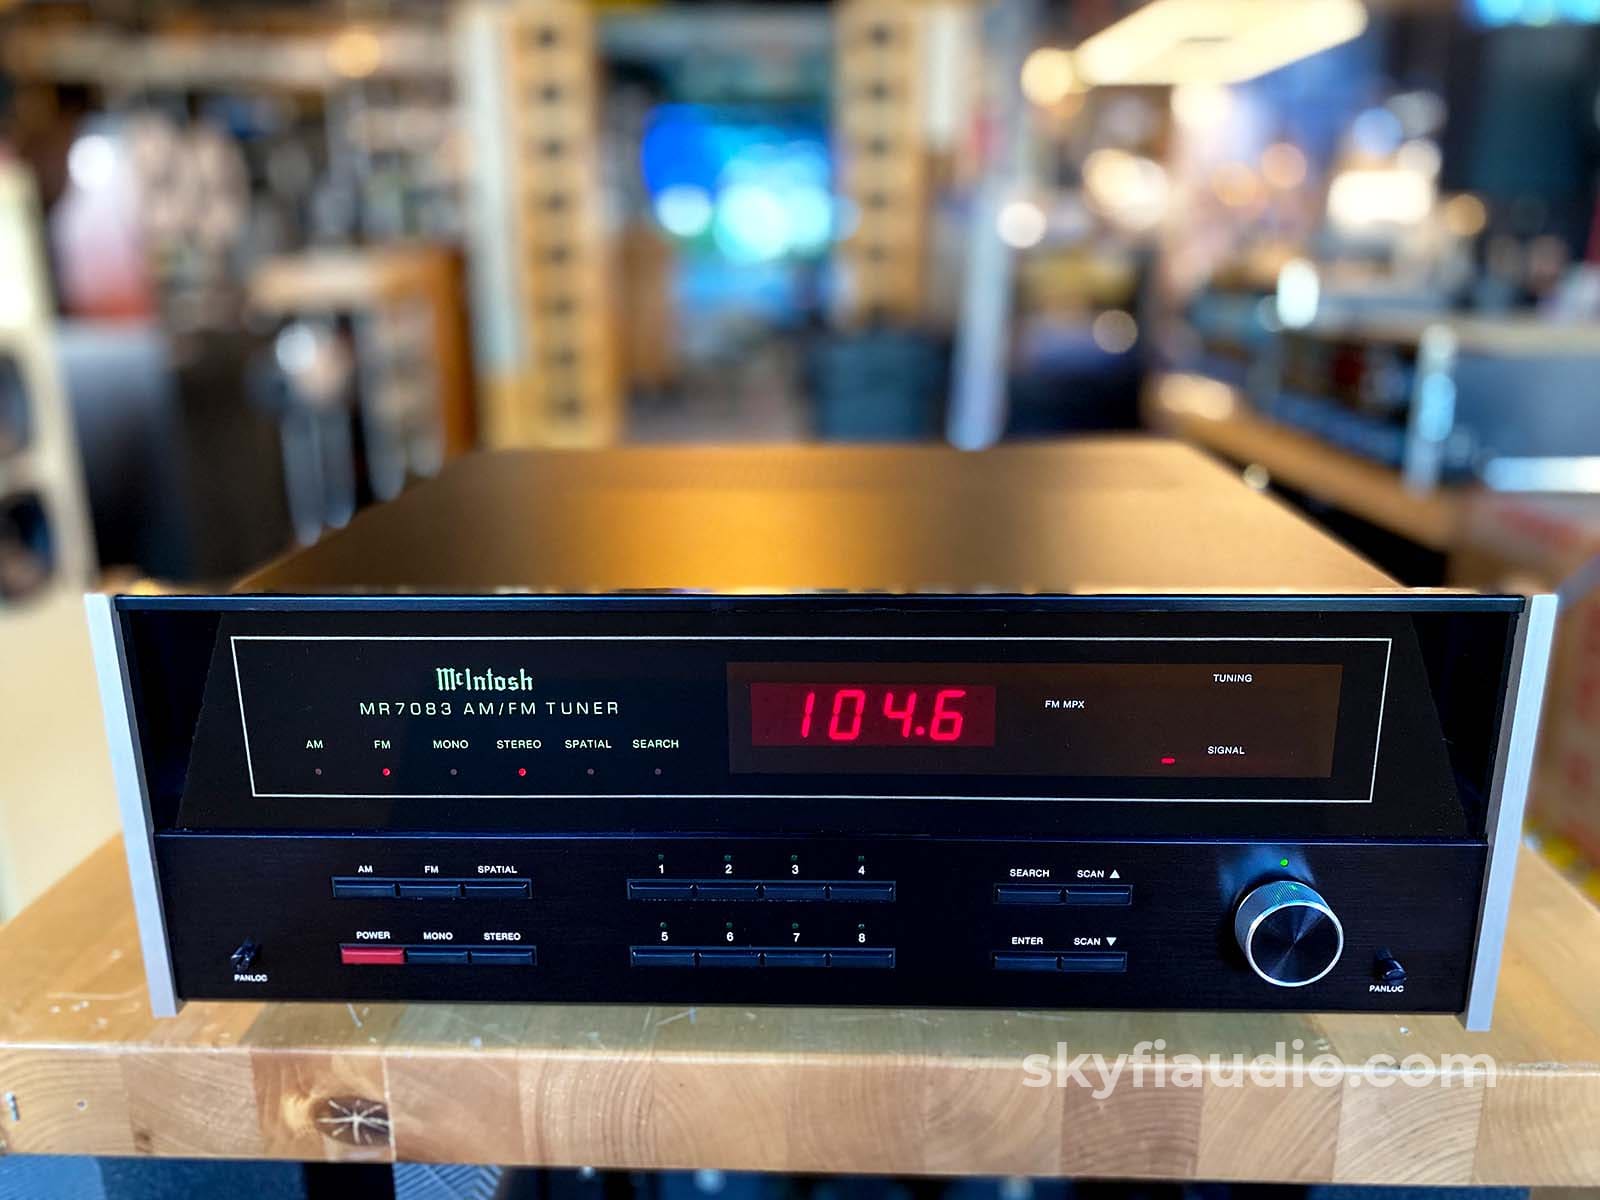 McIntosh
MR7083 AM/FM TUNER
AM FM MONO STEREO SPATIAL SEARCH
104.6
FM MPX
TUNING
SIGNAL
AM FM SPATIAL
POWER MONO STEREO
1 2 3 4
5 6 7 8
SEARCH SCAN ▲
ENTER SCAN ▼
PANLOC
PANLOC
skyfiaudio.com